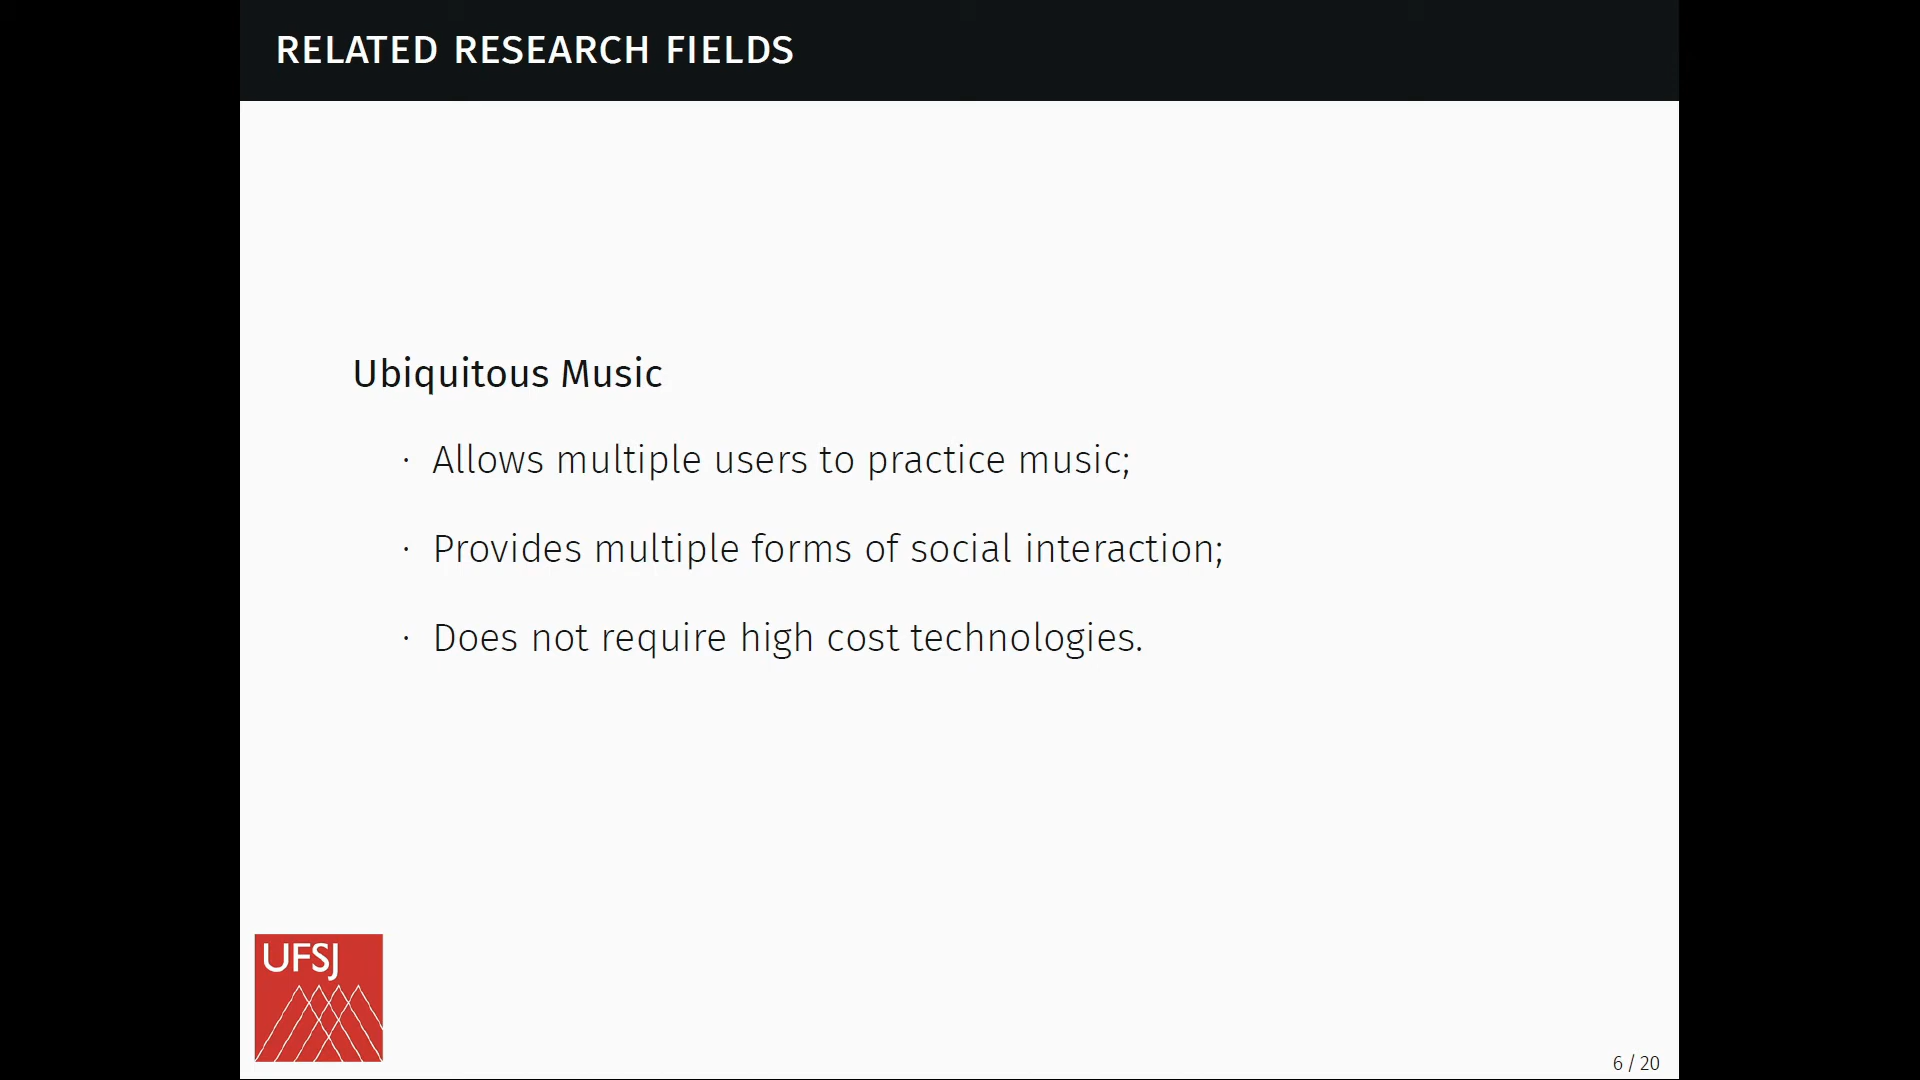 RELATED RESEARCH FIELDS
Ubiquitous Music
· Allows multiple users to practice music;
· Provides multiple forms of social interaction;
· Does not require high cost technologies.
UFSJ
6 / 20